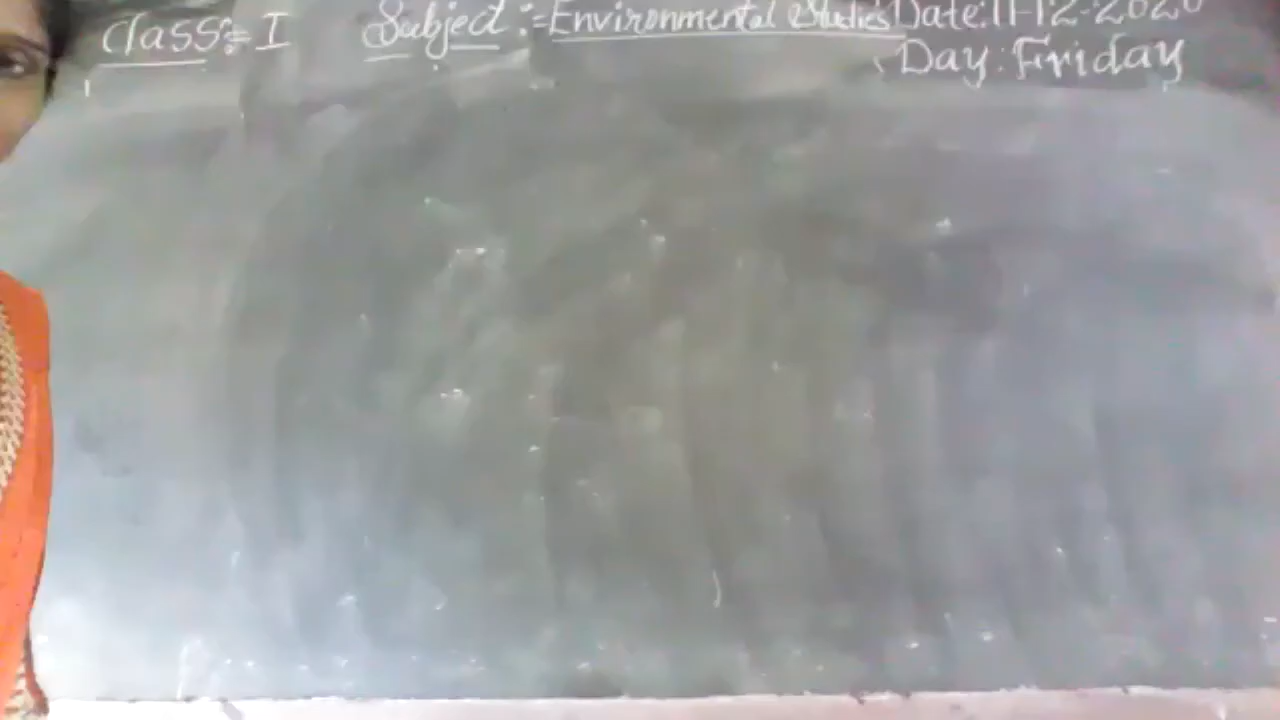 Class:- I Subject :- Environmental Studies Date:11-12-2020
Day: Friday